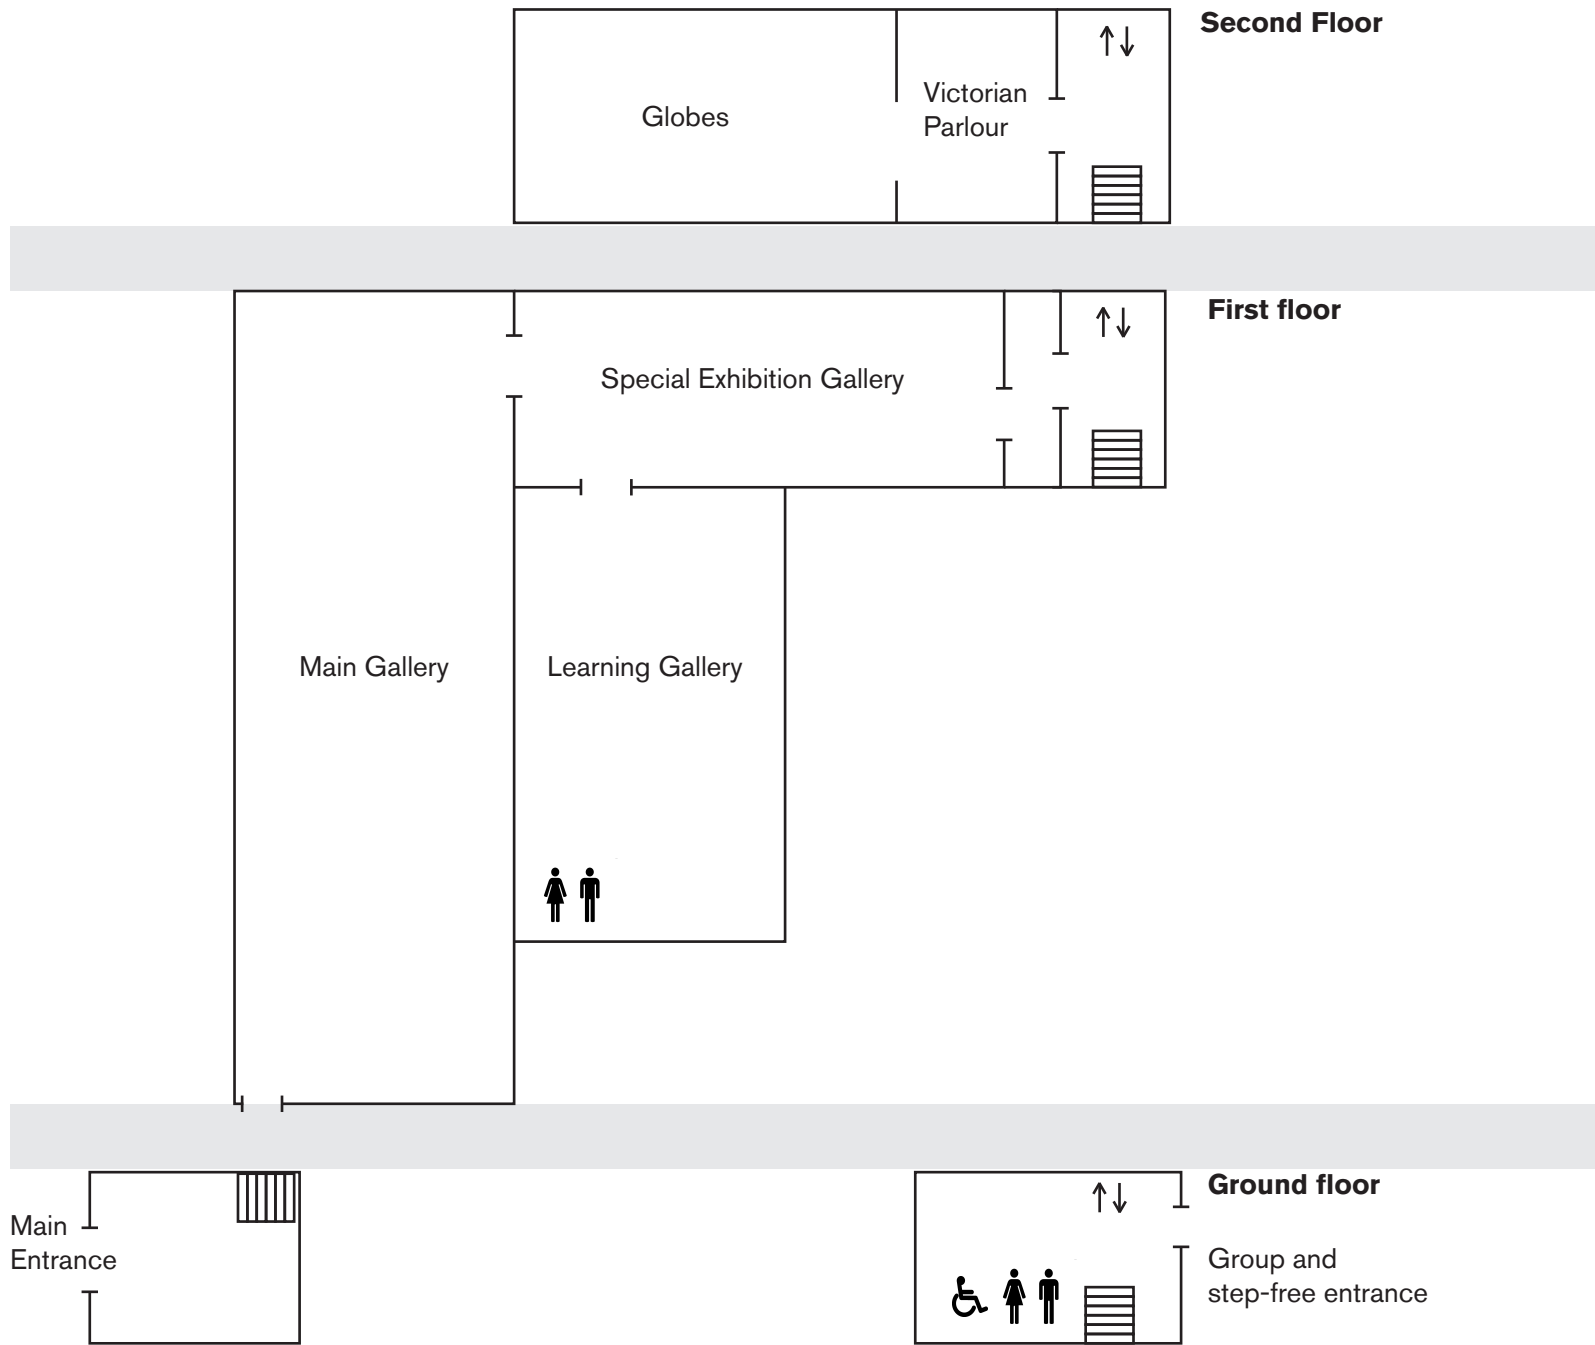 Second Floor
Globes
Victorian
Parlour
First floor
Special Exhibition Gallery
Main Gallery
Learning Gallery
Main
Entrance
Ground floor
Group and
step-free entrance